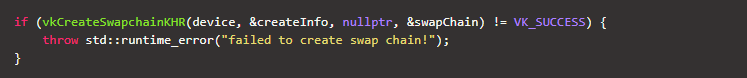 if (vkCreateSwapchainKHR(device, &createInfo, nullptr, &swapChain) != VK_SUCCESS) {
    throw std::runtime_error("failed to create swap chain!");
}